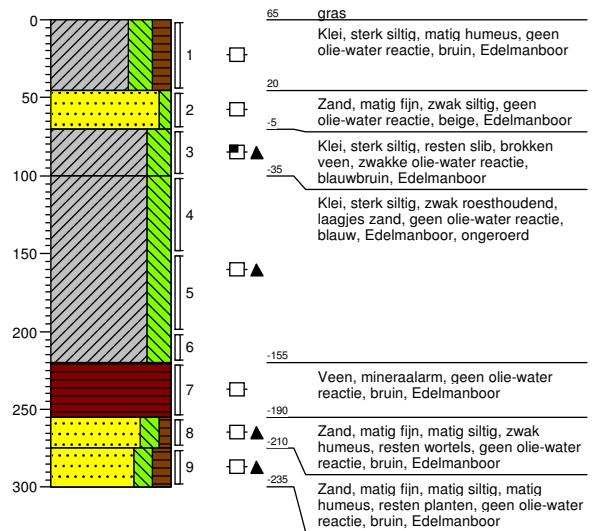 0
50
100
150
200
250
300
1
2
3
4
5
6
7
8
9
65
gras
Klei, sterk siltig, matig humeus, geen
olie-water reactie, bruin, Edelmanboor
20
Zand, matig fijn, zwak siltig, geen
olie-water reactie, beige, Edelmanboor
-5
Klei, sterk siltig, resten slib, brokken
veen, zwakke olie-water reactie,
blauwbruin, Edelmanboor
-35
Klei, sterk siltig, zwak roesthoudend,
laagjes zand, geen olie-water reactie,
blauw, Edelmanboor, ongeroerd
-155
Veen, mineraalarm, geen olie-water
reactie, bruin, Edelmanboor
-190
Zand, matig fijn, matig siltig, zwak
humeus, resten wortels, geen olie-water
reactie, bruin, Edelmanboor
-210
Zand, matig fijn, matig siltig, matig
humeus, resten planten, geen olie-water
reactie, bruin, Edelmanboor
-235